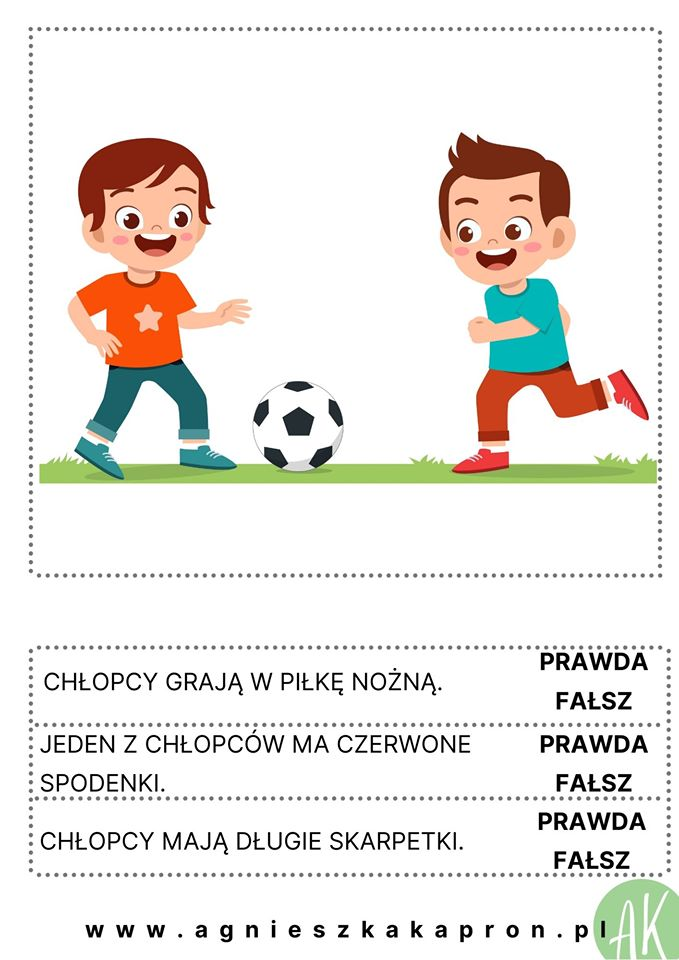 CHŁOPCY GRAJĄ W PIŁKĘ NOŻNĄ.
PRAWDA
FAŁSZ
JEDEN Z CHŁOPCÓW MA CZERWONE
SPODENKI.
PRAWDA
FAŁSZ
CHŁOPCY MAJĄ DŁUGIE SKARPETKI.
PRAWDA
FAŁSZ
www.agnieszkakapron.pl
AK